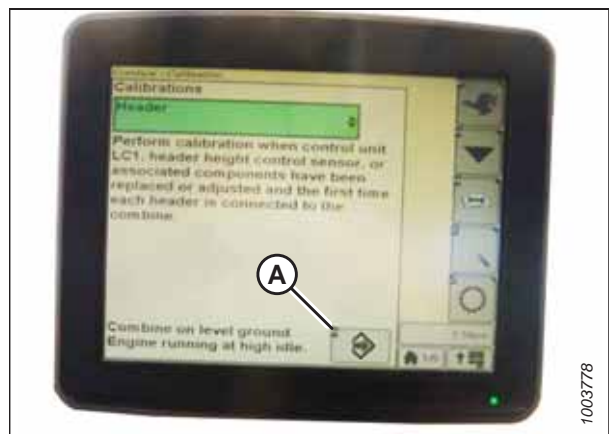 Combine - Calibration
Calibrations
Header
Perform calibration when control unit
LC1, header height control sensor, or
associated components have been
replaced or adjusted and the first time
each header is connected to the
combine.
A
Combine on level ground.
Engine running at high idle.
1003778